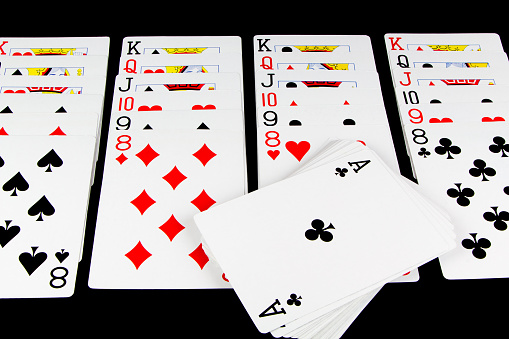 K K K
Q Q Q
J J J
10 10 10
9 9 9
8 8 8
A
8
A